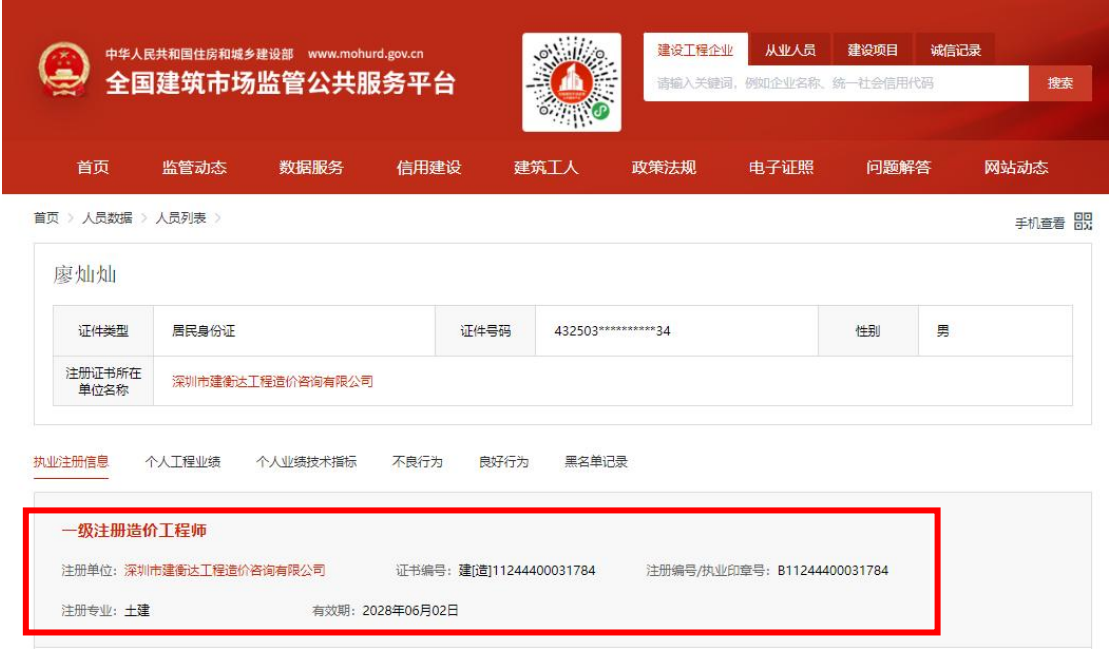 中华人民共和国住房和城乡建设部 www.mohurd.gov.cn
全国建筑市场监管公共服务平台
建设工程企业 从业人员 建设项目 诚信记录
请输入关键词，例如企业名称、统一社会信用代码 搜索
首页 监管动态 数据服务 信用建设 建筑工人 政策法规 电子证照 问题解答 网站动态
首页 > 人员数据 > 人员列表 >
手机查看
廖灿灿
证件类型 居民身份证 证件号码 432503**********34 性别 男
注册证书所在
单位名称
深圳市建衡达工程造价咨询有限公司
执业注册信息 个人工程业绩 个人业绩技术指标 不良行为 良好行为 黑名单记录
一级注册造价工程师
注册单位：深圳市建衡达工程造价咨询有限公司 证书编号：建[造]11244400031784 注册编号/执业印章号：B11244400031784
注册专业：土建 有效期：2028年06月02日